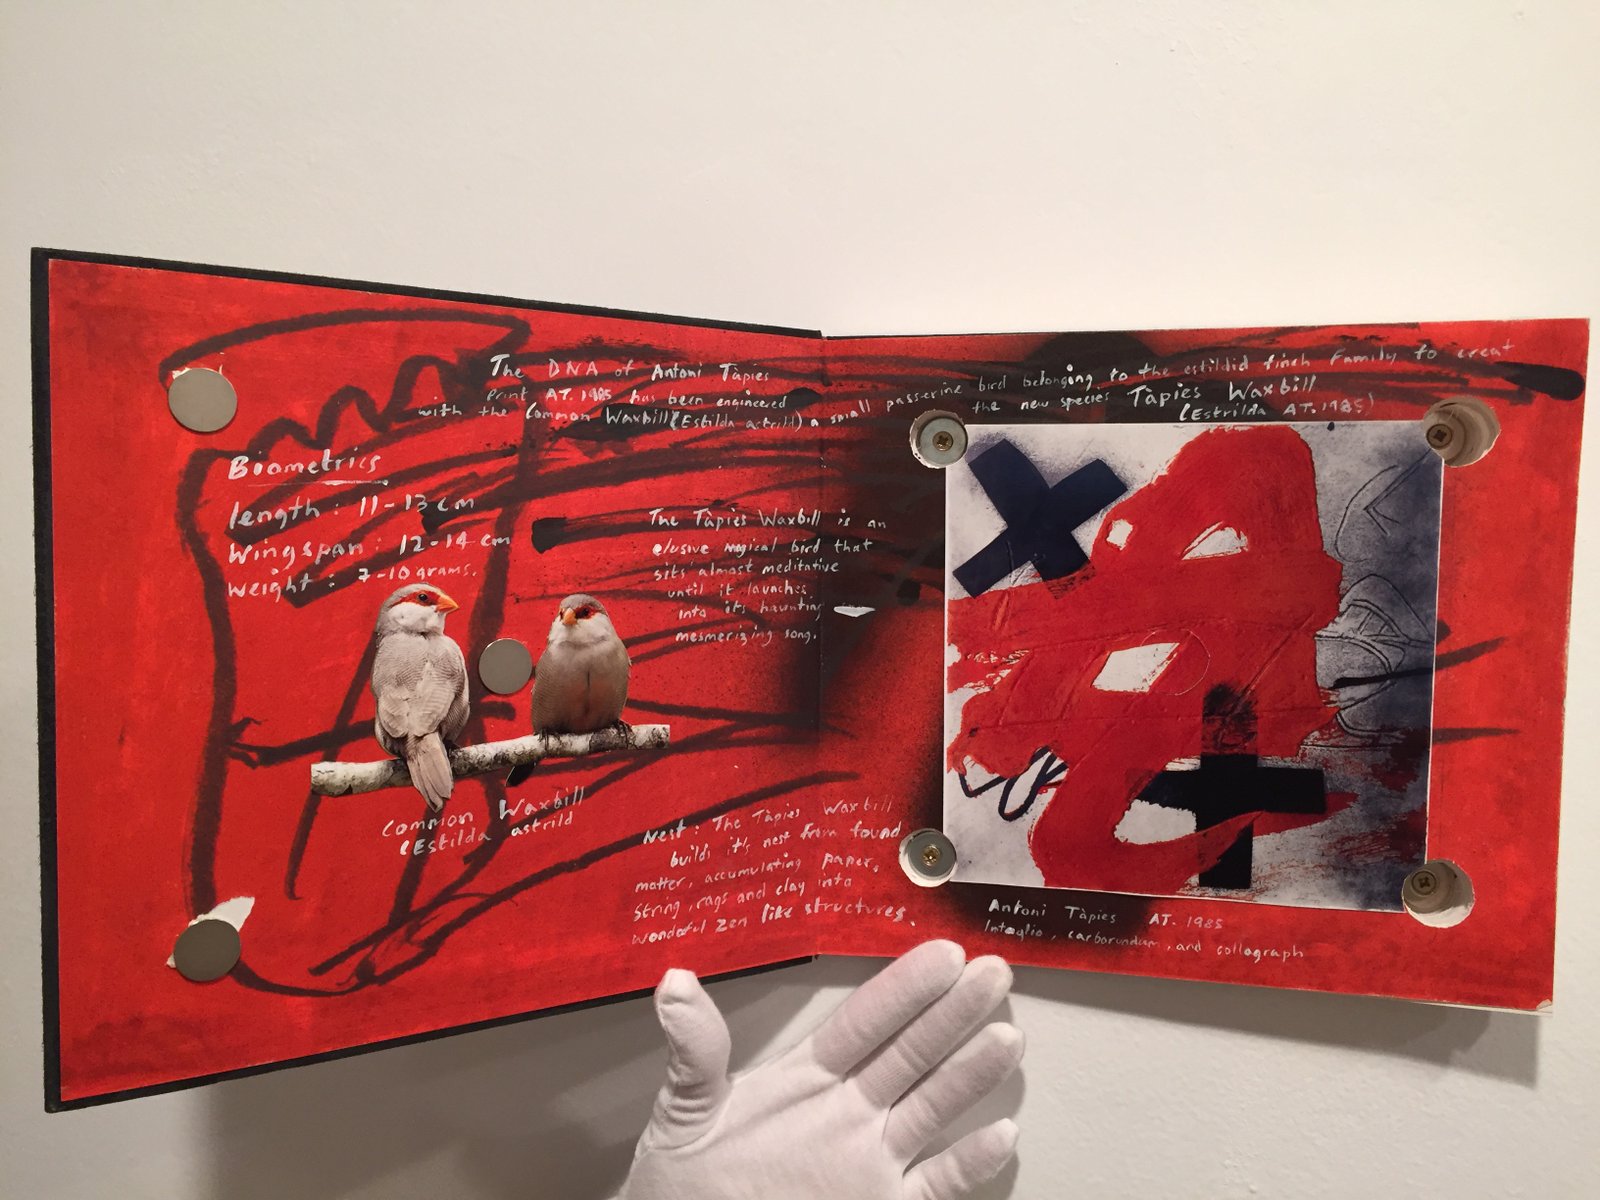 The DNA of Antoni Tàpies
print AT. 1985 has been engineered
with the Common Waxbill (Estilda astrild) a small passerine bird belonging to the estildid finch Family to creat
the new species Tàpies Waxbill
(Estrilda AT. 1985)
Biometrics
length : 11-13 cm
Wingspan : 12-14 cm
weight : 7-10 grams.
The Tàpies Waxbill is an
elusive magical bird that
sits almost meditative
until it launches
into its haunting
mesmerizing song.
Common Waxbill
(Estilda astrild
Nest : The Tàpies Waxbill
builds it's nest from found
matter, accumulating paper,
String, rags and clay into
wonderful zen like structures.
Antoni Tàpies AT. 1985
Intaglio, carborundum, and collograph